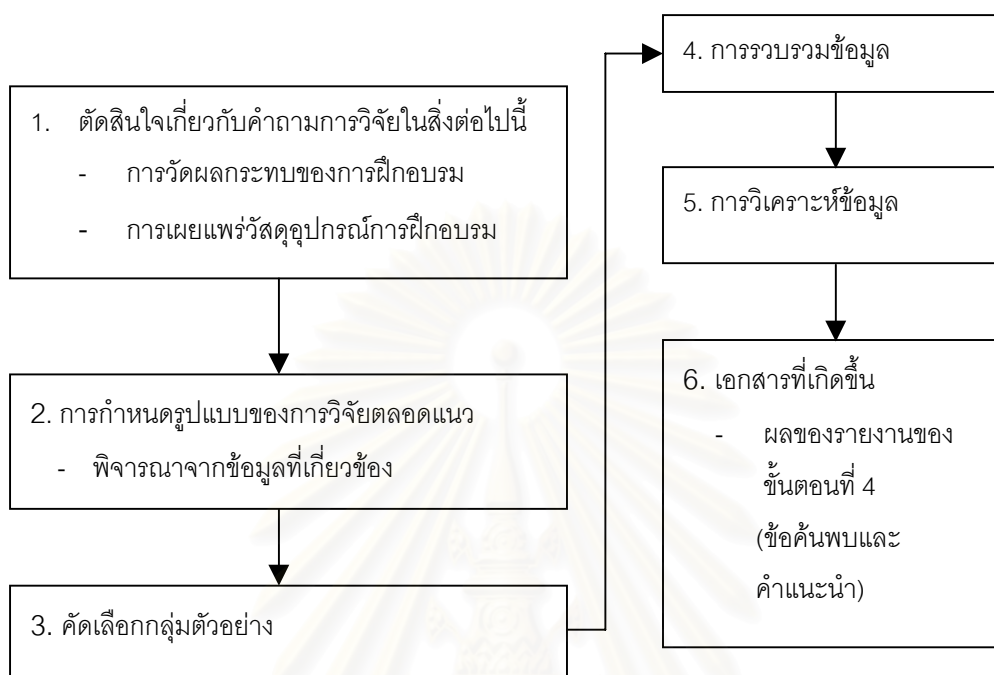 1. ตัดสินใจเกี่ยวกับคำถามการวิจัยในสิ่งต่อไปนี้
- การวัดผลกระทบของการฝึกอบรม
- การเผยแพร่วัสดุอุปกรณ์การฝึกอบรม
2. การกำหนดรูปแบบของการวิจัยตลอดแนว
- พิจารณาจากข้อมูลที่เกี่ยวข้อง
3. คัดเลือกกลุ่มตัวอย่าง
4. การรวบรวมข้อมูล
5. การวิเคราะห์ข้อมูล
6. เอกสารที่เกิดขึ้น
- ผลของรายงานของ
ขั้นตอนที่ 4
(ข้อค้นพบและ
คำแนะนำ)